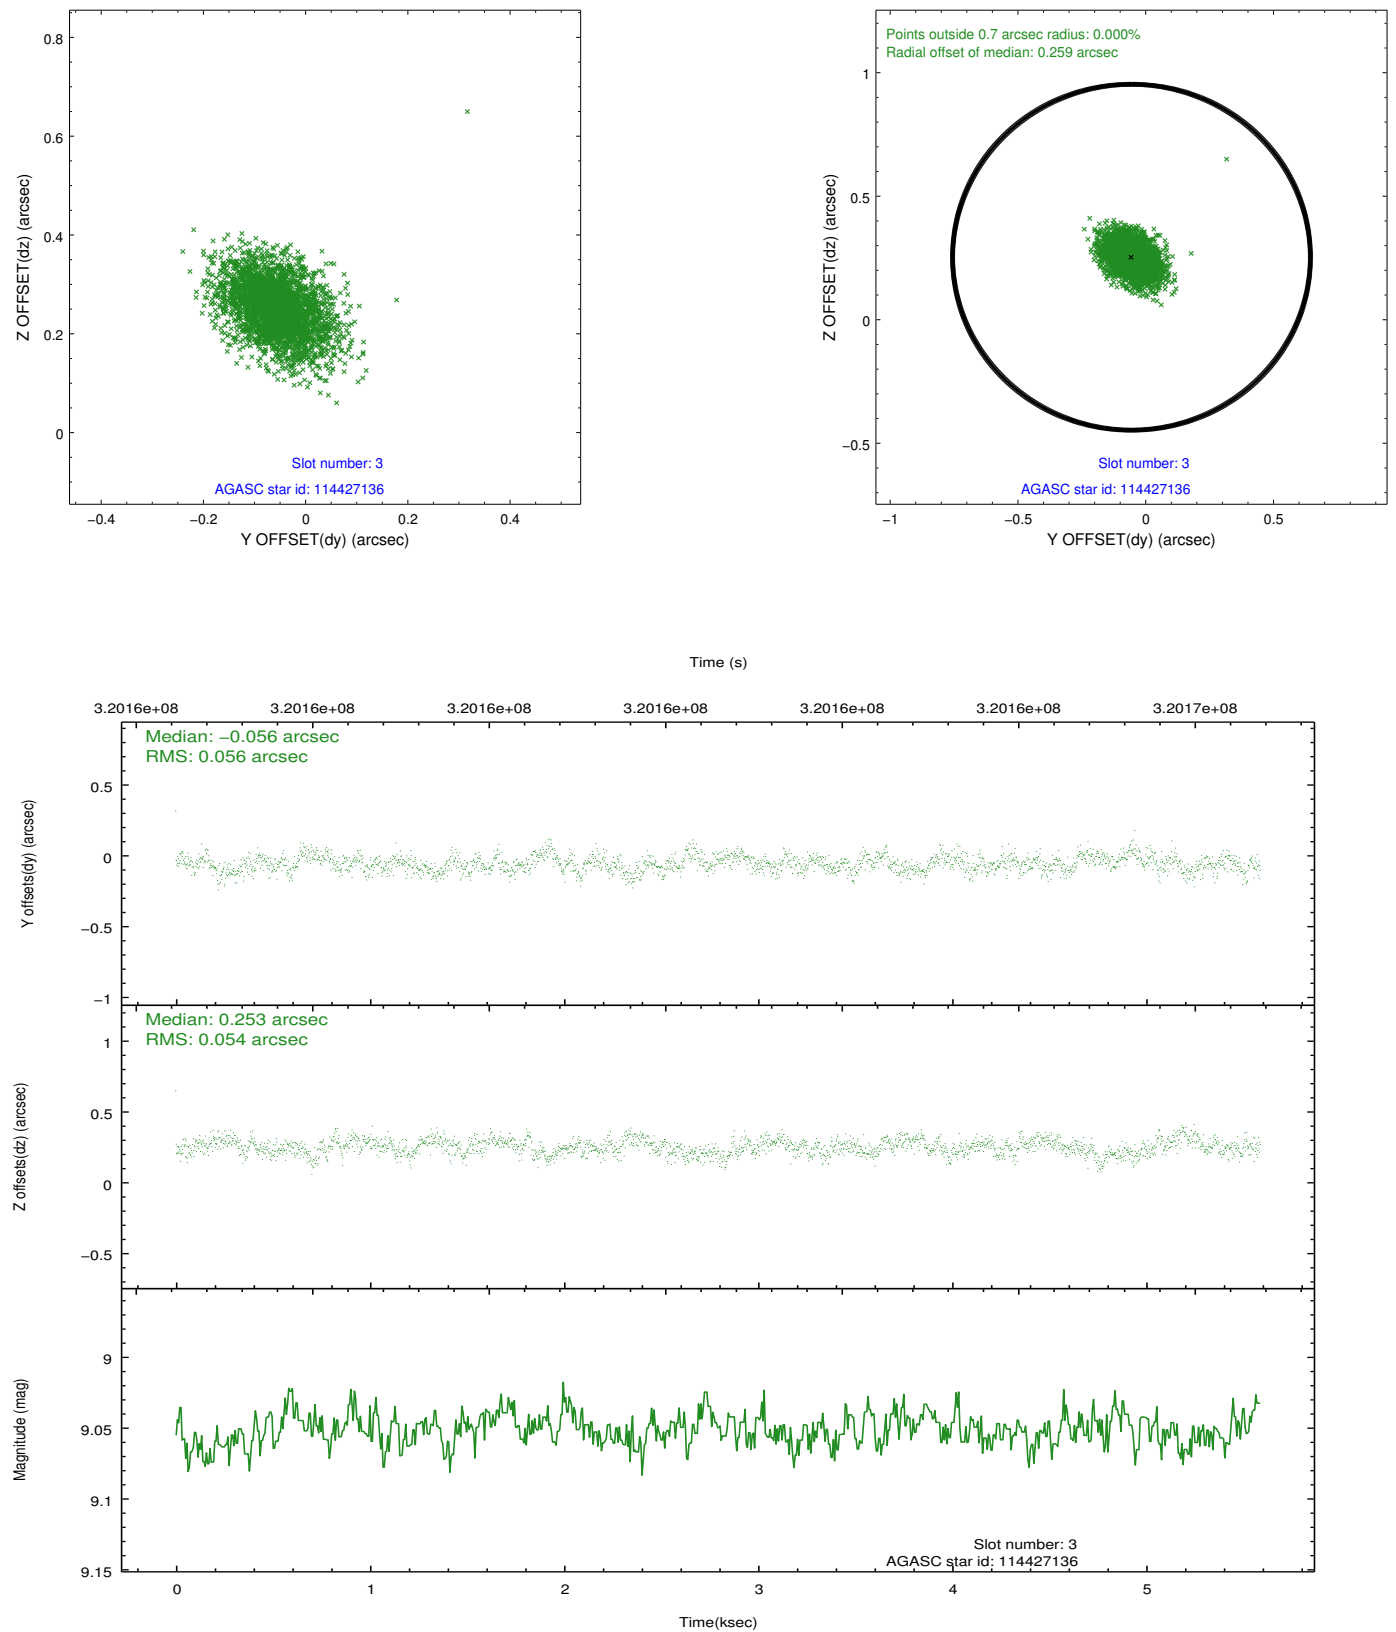 0.8
0.6
0.4
0.2
0
−0.4 −0.2 0 0.2 0.4
Z OFFSET(dz) (arcsec)
Y OFFSET(dy) (arcsec)
Slot number: 3
AGASC star id: 114427136
Points outside 0.7 arcsec radius: 0.000%
Radial offset of median: 0.259 arcsec
1
0.5
0
−0.5
−1 −0.5 0 0.5
Z OFFSET(dz) (arcsec)
Y OFFSET(dy) (arcsec)
Slot number: 3
AGASC star id: 114427136
Time (s)
3.2016e+08 3.2016e+08 3.2016e+08 3.2016e+08 3.2016e+08 3.2016e+08 3.2017e+08
Median: −0.056 arcsec
RMS: 0.056 arcsec
0.5
0
−0.5
−1
Y offsets(dy) (arcsec)
Median: 0.253 arcsec
RMS: 0.054 arcsec
1
0.5
0
−0.5
Z offsets(dz) (arcsec)
9
9.05
9.1
9.15
Magnitude (mag)
Slot number: 3
AGASC star id: 114427136
0 1 2 3 4 5
Time(ksec)